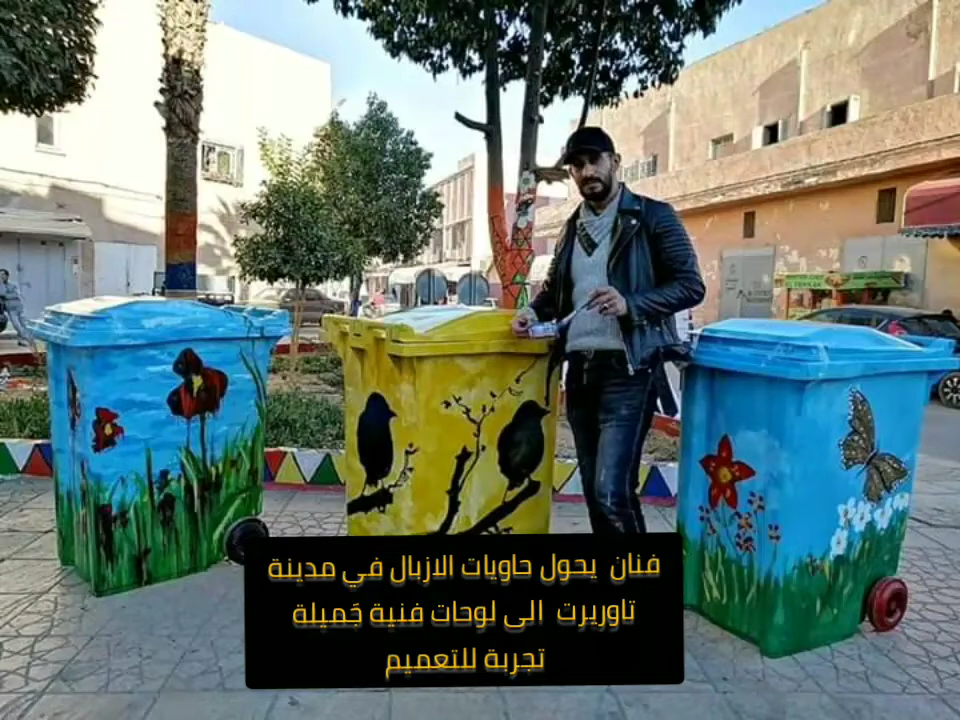 فنان يحول حاويات الازبال في مدينة
تاوريرت الى لوحات فنية جَميلة
تجربة للتعميم